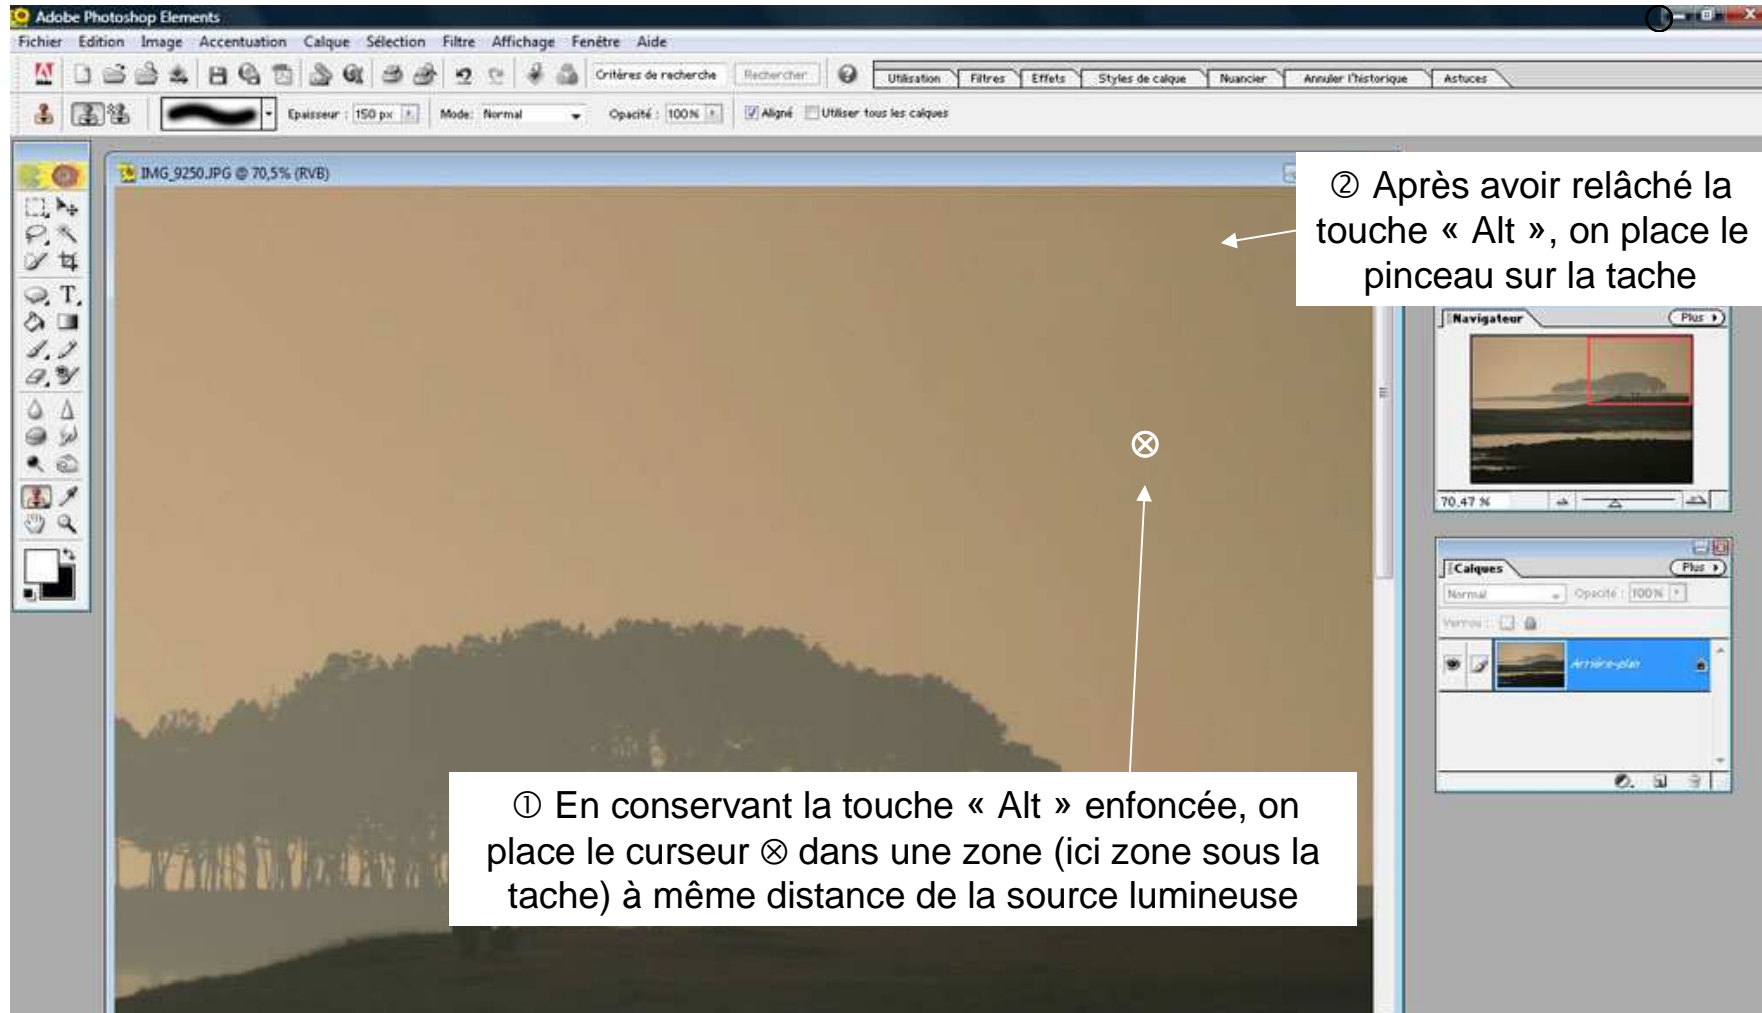 Adobe Photoshop Elements
Fichier Edition Image Accentuation Calque Sélection Filtre Affichage Fenêtre Aide
Critères de recherche Rechercher Utilisation Filtres Effets Styles de calque Nuancier Annuler l'historique Astuces
Epaisseur : 150 px Mode: Normal Opacité : 100% Aligné Utiliser tous les calques
IMG_9250.JPG @ 70,5% (RVB)
② Après avoir relâché la
touche « Alt », on place le
pinceau sur la tache
Navigateur Plus
70,47 %
Calques Plus
Normal Opacité : 100%
Verrou :
Arrière-plan
① En conservant la touche « Alt » enfoncée, on
place le curseur ⊗ dans une zone (ici zone sous la
tache) à même distance de la source lumineuse